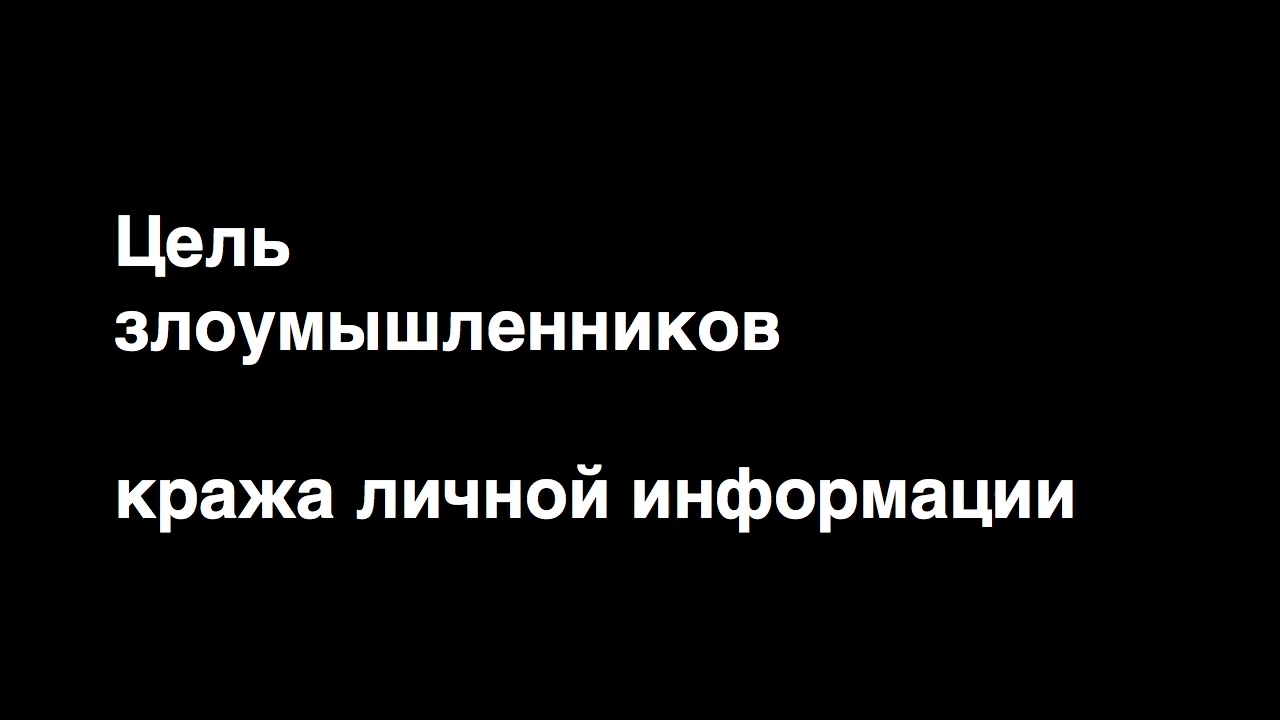 Цель
злоумышленников
кража личной информации